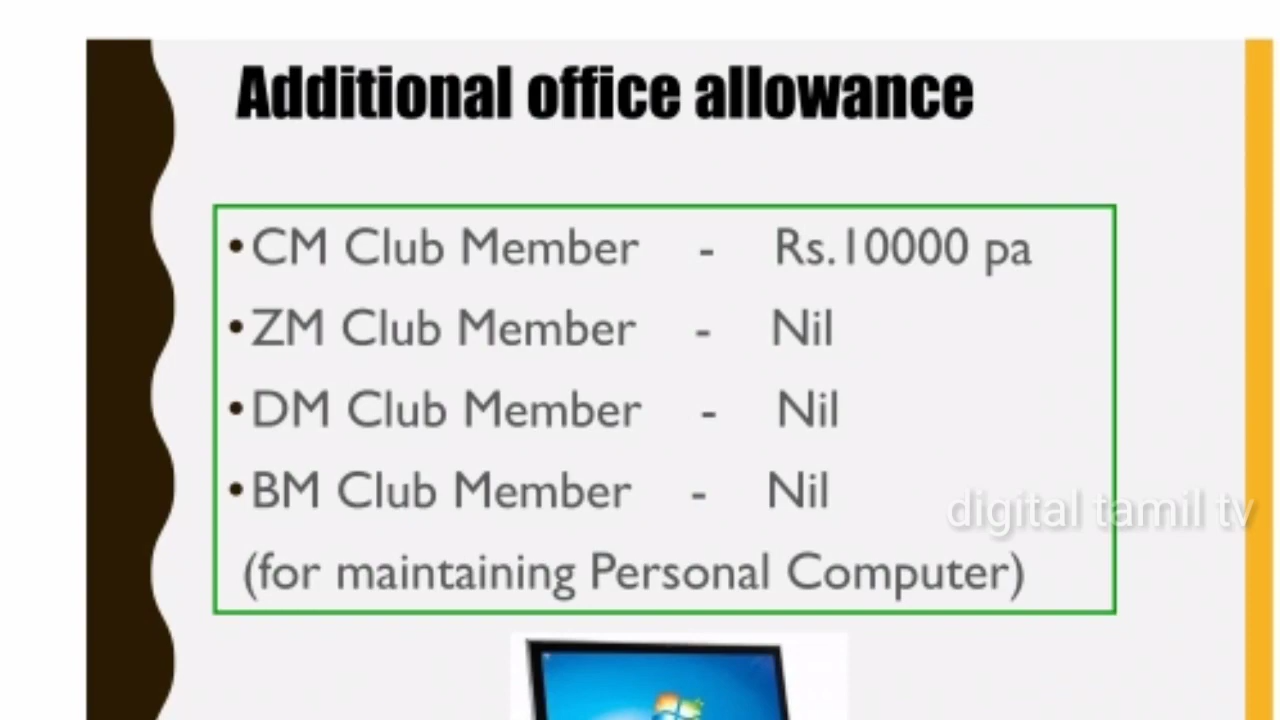 Additional office allowance
•CM Club Member - Rs.10000 pa
•ZM Club Member - Nil
•DM Club Member - Nil
•BM Club Member - Nil
digital tamil tv
(for maintaining Personal Computer)